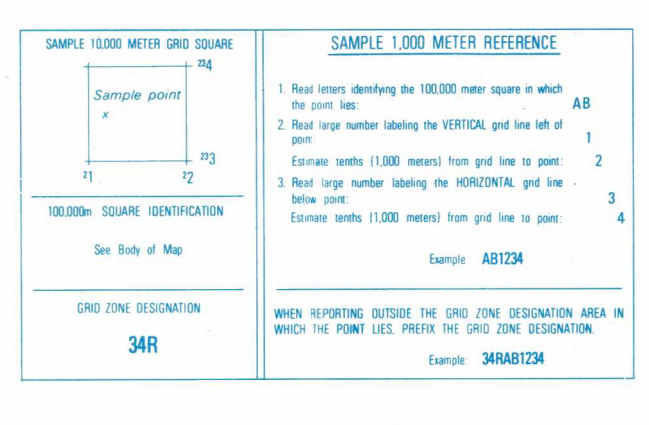 SAMPLE 10,000 METER GRID SQUARE
234
Sample point
x
233
21
22
100,000m SQUARE IDENTIFICATION
See Body of Map
GRID ZONE DESIGNATION
34R
SAMPLE 1,000 METER REFERENCE
1. Read letters identifying the 100,000 meter square in which
the point lies: AB
2. Read large number labeling the VERTICAL grid line left of
point: 1
Estimate tenths (1,000 meters) from grid line to point: 2
3. Read large number labeling the HORIZONTAL grid line
below point: 3
Estimate tenths (1,000 meters) from grid line to point: 4
Example AB1234
WHEN REPORTING OUTSIDE THE GRID ZONE DESIGNATION AREA IN
WHICH THE POINT LIES, PREFIX THE GRID ZONE DESIGNATION.
Example: 34RAB1234